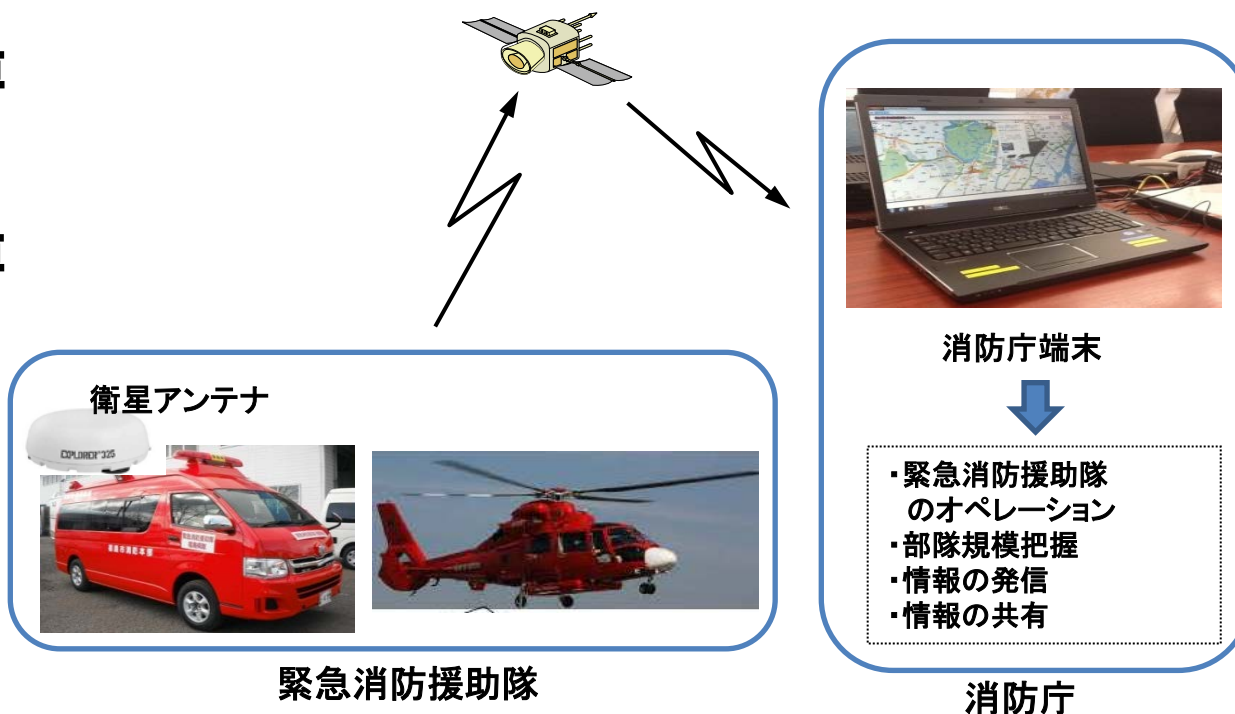 消防庁端末
衛星アンテナ
EXPLORER 325
・緊急消防援助隊
のオペレーション
・部隊規模把握
・情報の発信
・情報の共有
緊急消防援助隊
消防庁